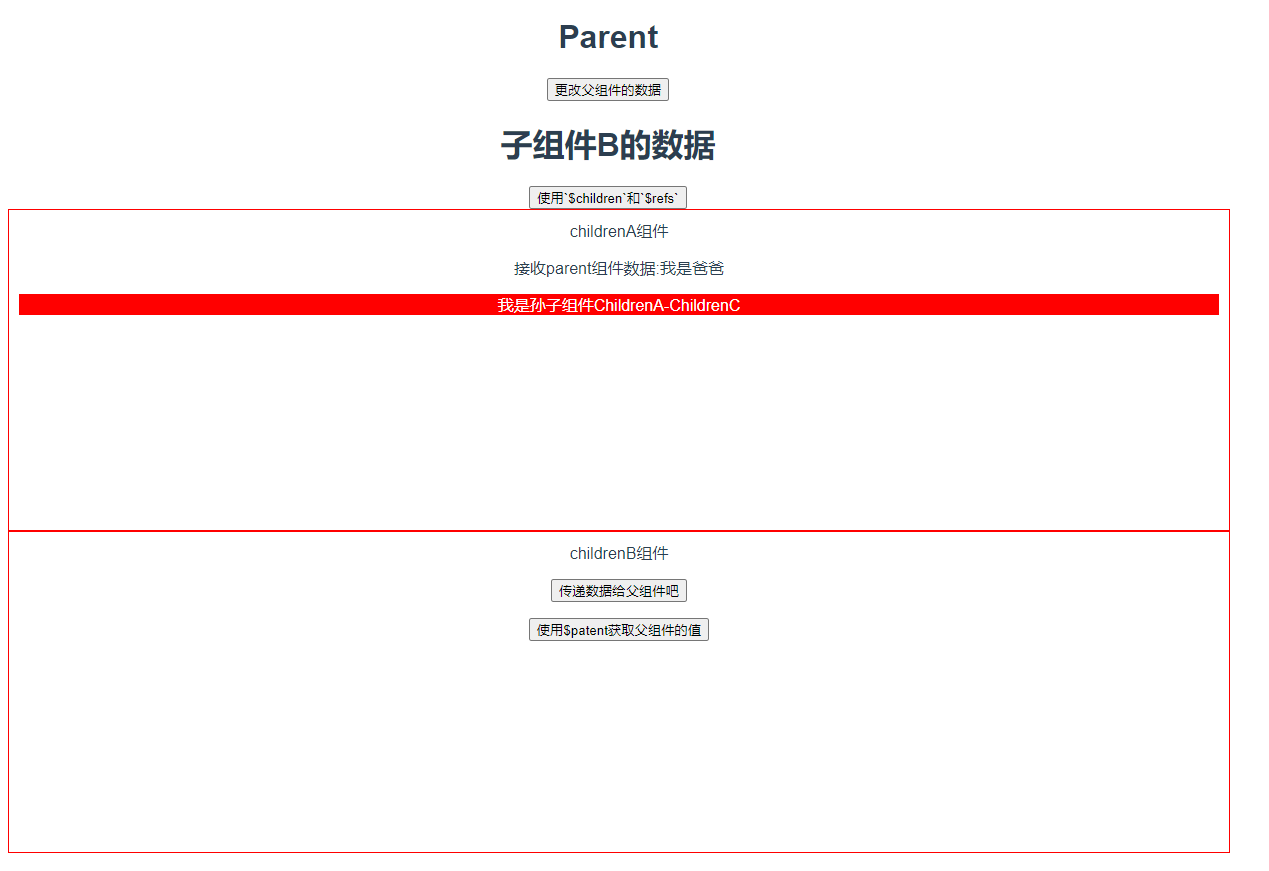 Parent
更改父组件的数据
子组件B的数据
使用`$children`和`$refs`
childrenA组件
接收parent组件数据:我是爸爸
我是孙子组件ChildrenA-ChildrenC
childrenB组件
传递数据给父组件吧
使用$patent获取父组件的值